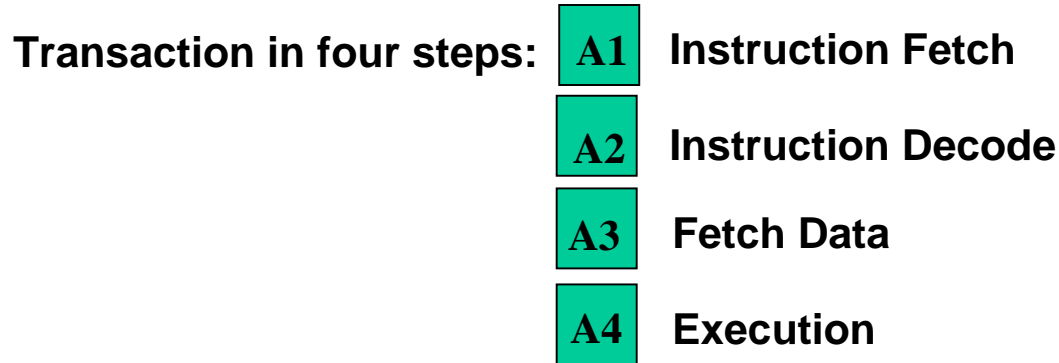 Transaction in four steps: A1 Instruction Fetch
A2 Instruction Decode
A3 Fetch Data
A4 Execution